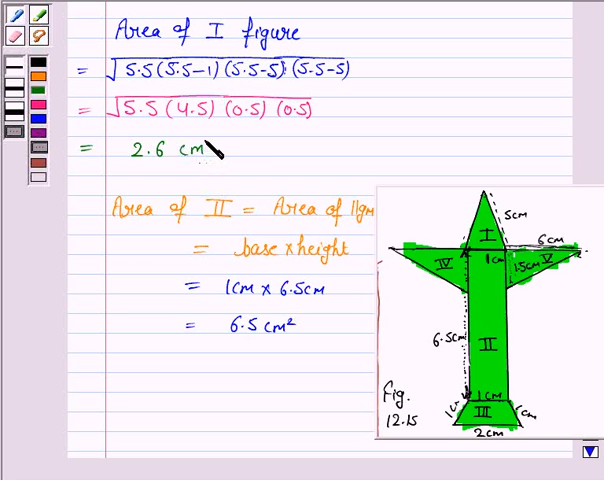 Area of I figure
= √5.5(5.5-1)(5.5-5)(5.5-5)
= √5.5(4.5)(0.5)(0.5)
= 2.6 cm
Area of II = Area of ||gm
= base × height
= 1cm × 6.5cm
= 6.5 cm²
5cm
I
6cm
IV
1cm
1.5cm
V
6.5cm
II
Fig.
12.15
1cm
1cm
III
2cm